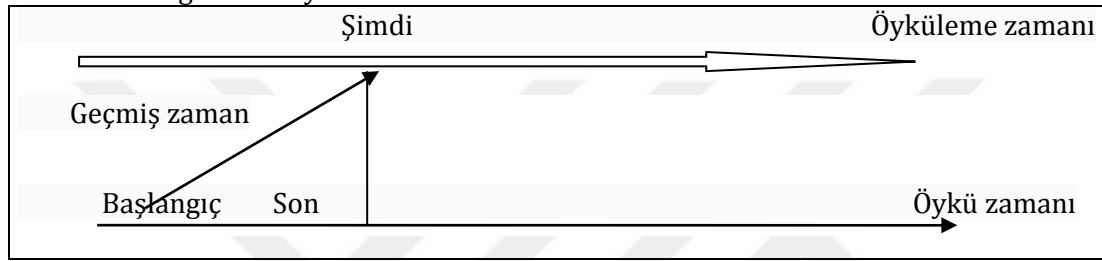 Şimdi Öyküleme zamanı
Geçmiş zaman
Başlangıç Son Öykü zamanı